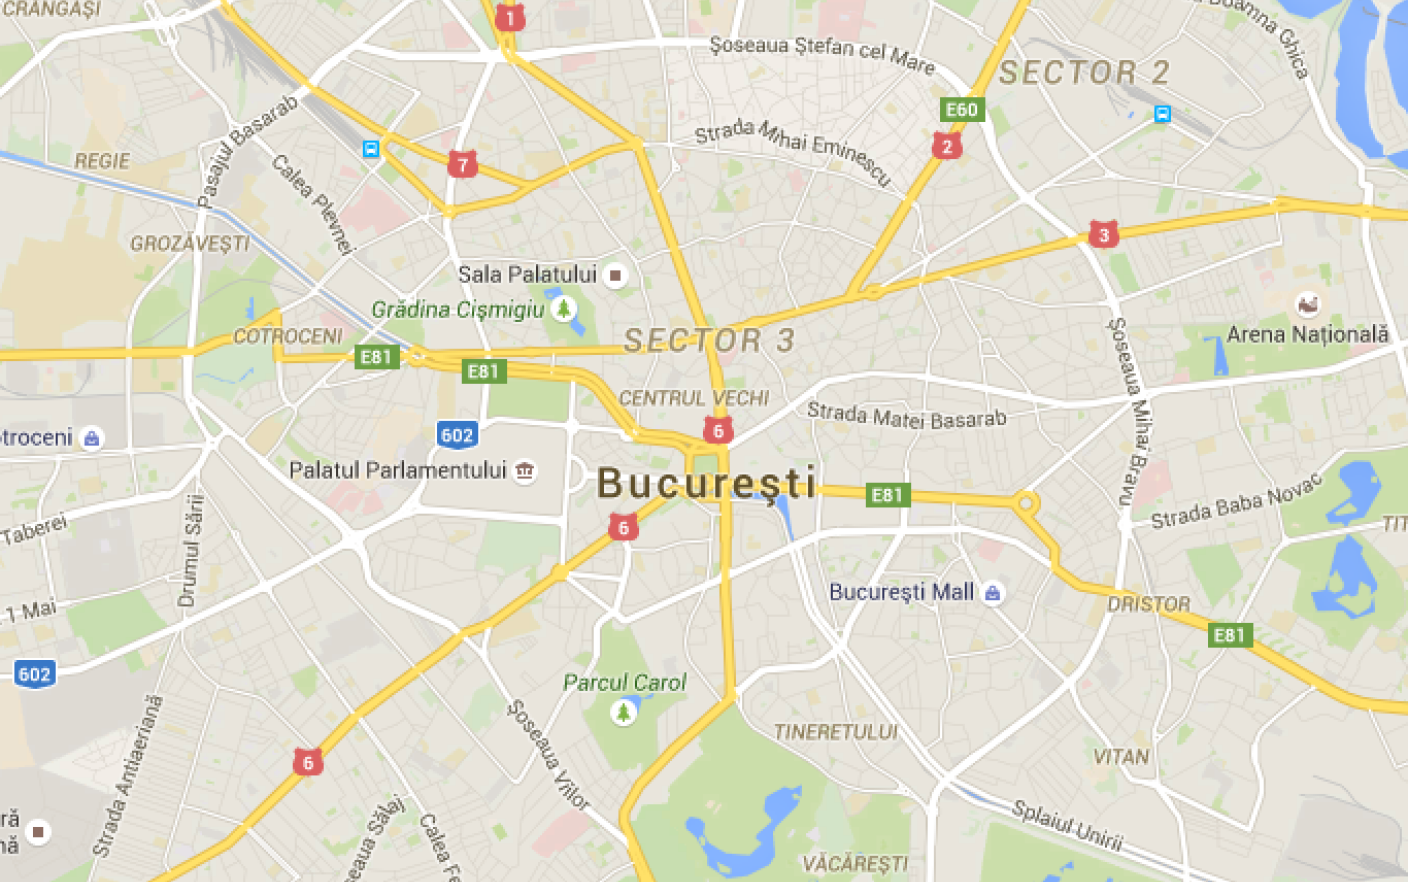 CRÂNGAȘI
1
Șoseaua Ștefan cel Mare
Doamna Ghica
SECTOR 2
E60
Pasajul Basarab
Strada Mihai Eminescu
2
REGIE
7
Calea Plevnei
GROZĂVEȘTI
3
Sala Palatului
Grădina Cișmigiu
COTROCENI
SECTOR 3
Arena Națională
E81
E81
Șoseaua Mihai Bravu
CENTRUL VECHI
Strada Matei Basarab
602
6
troceni
Palatul Parlamentului
București
E81
Strada Baba Novac
TIT
Taberei
6
Drumul Sării
București Mall
1 Mai
DRISTOR
E81
602
Parcul Carol
Șoseaua Viilor
TINERETULUI
VITAN
6
Strada Antiaeriană
Splaiul Unirii
ră
nă
seaua Sălaj
Calea Fe
VĂCĂREȘTI